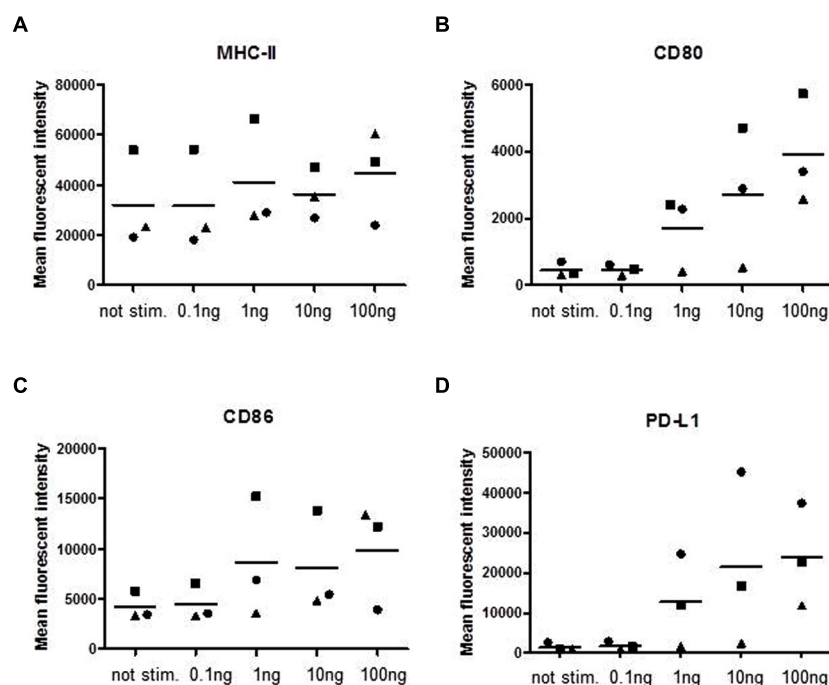 A
MHC-II
Mean fluorescent intensity
80000
60000
40000
20000
0
not stim. 0.1ng 1ng 10ng 100ng
B
CD80
Mean fluorescent intensity
6000
4000
2000
0
not stim. 0.1ng 1ng 10ng 100ng
C
CD86
Mean fluorescent intensity
20000
15000
10000
5000
0
not stim. 0.1ng 1ng 10ng 100ng
D
PD-L1
Mean fluorescent intensity
50000
40000
30000
20000
10000
0
not stim. 0.1ng 1ng 10ng 100ng